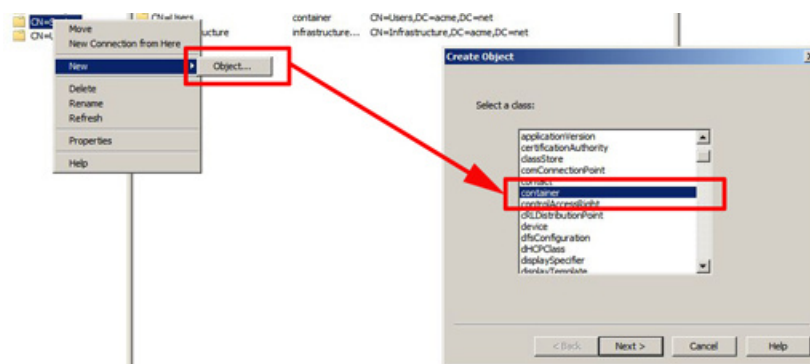 CN=Users container CN=Users,DC=acme,DC=net
infrastructure... CN=Infrastructure,DC=acme,DC=net
Move
New Connection from Here
New
Object...
Delete
Rename
Refresh
Properties
Help
Create Object
Select a class:
applicationVersion
certificationAuthority
classStore
comConnectionPoint
contact
container
controlAccessRight
cRLDistributionPoint
device
dfsConfiguration
dHCPClass
displaySpecifier
displayTemplate
< Back
Next >
Cancel
Help